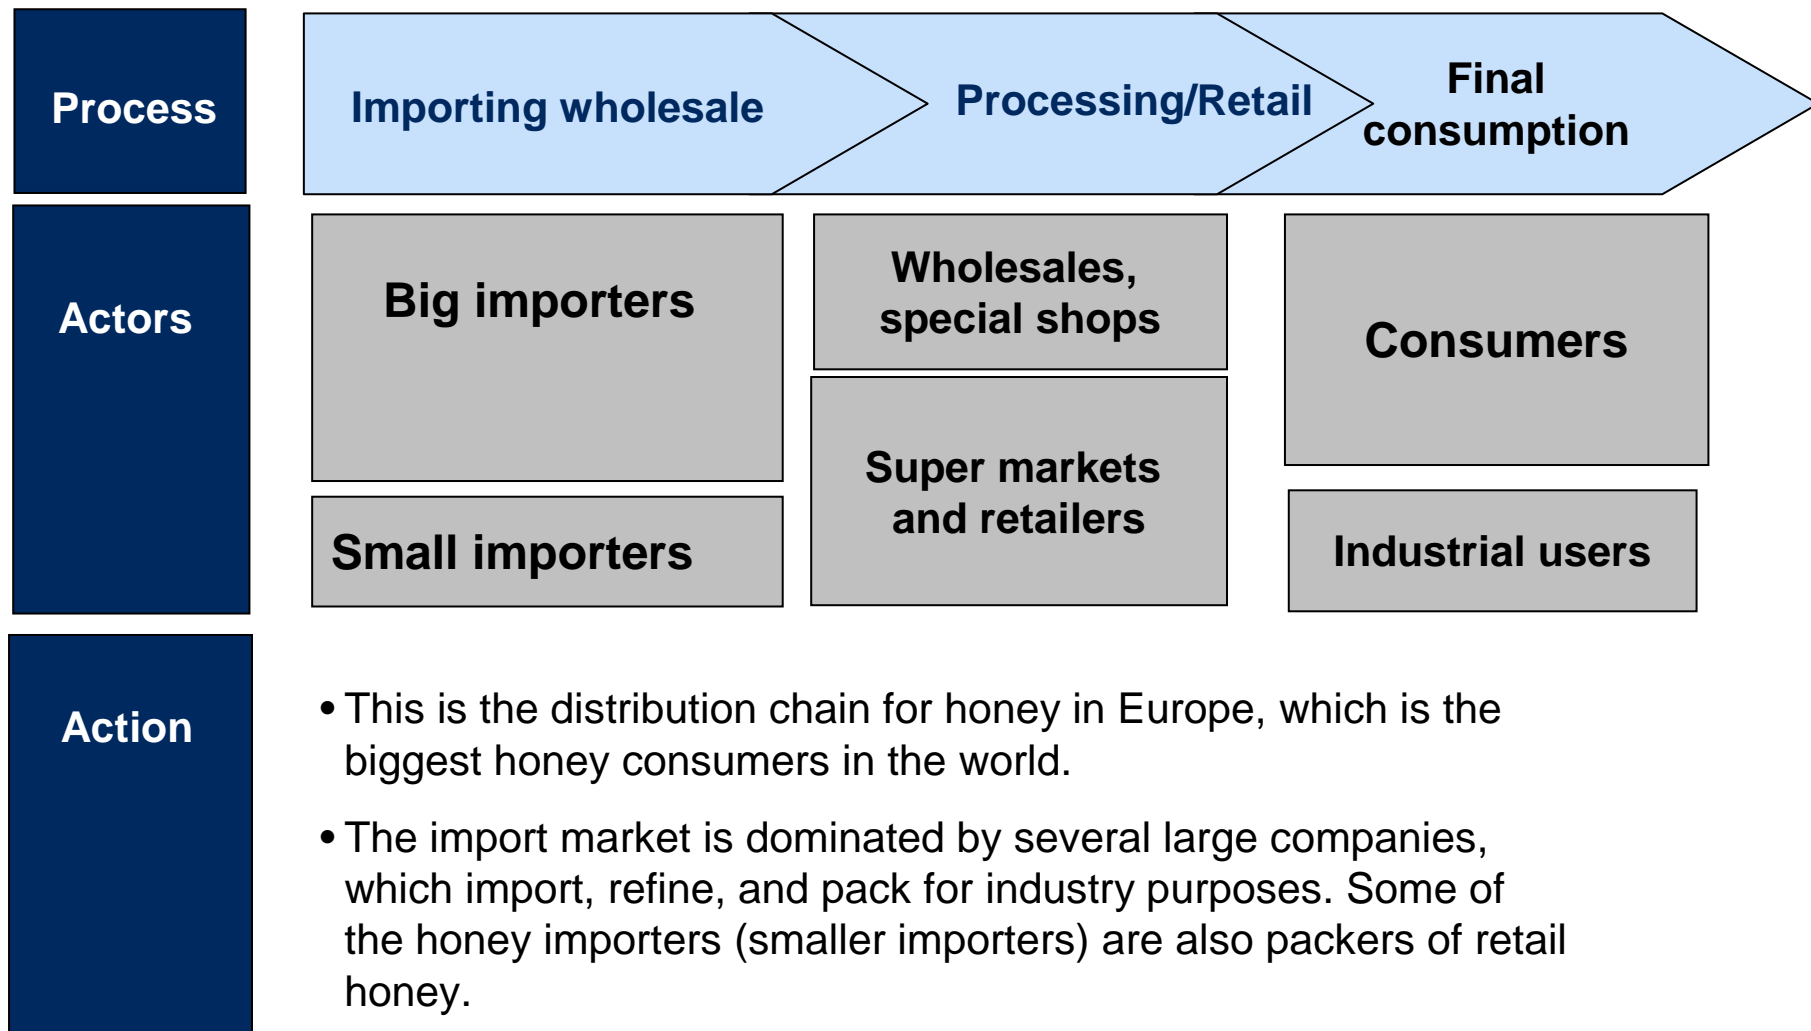 Process
Importing wholesale
Processing/Retail
Final
consumption
Actors
Big importers
Small importers
Wholesales,
special shops
Super markets
and retailers
Consumers
Industrial users
Action
• This is the distribution chain for honey in Europe, which is the
biggest honey consumers in the world.
• The import market is dominated by several large companies,
which import, refine, and pack for industry purposes. Some of
the honey importers (smaller importers) are also packers of retail
honey.